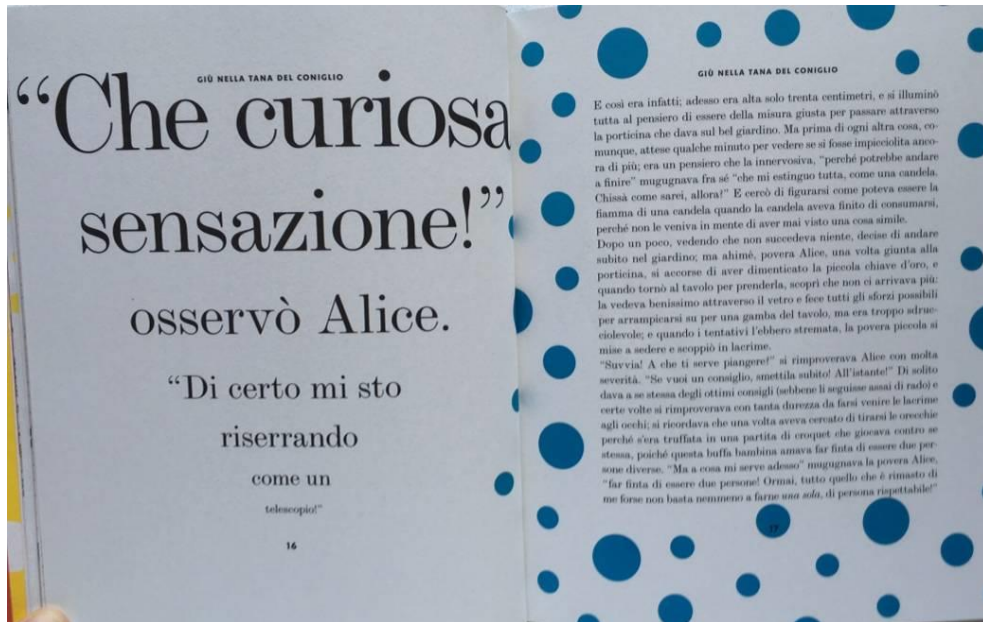 GIÙ NELLA TANA DEL CONIGLIO
“Che curiosa
sensazione!”
osservò Alice.
“Di certo mi sto
riserrando
come un
telescopio!”
16
GIÙ NELLA TANA DEL CONIGLIO
E così era infatti; adesso era alta solo trenta centimetri, e si illuminò
tutta al pensiero di essere della misura giusta per passare attraverso
la porticina che dava sul bel giardino. Ma prima di ogni altra cosa, co-
munque, attese qualche minuto per vedere se si fosse impicciolita anco-
ra di più; era un pensiero che la innervosiva, “perché potrebbe andare
a finire” mugugnava fra sé “che mi estinguo tutta, come una candela.
Chissà come sarei, allora!” E cercò di figurarsi come poteva essere la
fiamma di una candela quando la candela aveva finito di consumarsi,
perché non le veniva in mente di aver mai visto una cosa simile.
Dopo un poco, vedendo che non succedeva niente, decise di andare
subito nel giardino; ma ahimè, povera Alice, una volta giunta alla
porticina, si accorse di aver dimenticato la piccola chiave d’oro, e
quando tornò al tavolo per prenderla, scoprì che non ci arrivava più:
la vedeva benissimo attraverso il vetro e fece tutti gli sforzi possibili
per arrampicarsi su per una gamba del tavolo, ma era troppo sdruc-
ciolevole; e quando i tentativi l’ebbero stremata, la povera piccola si
mise a sedere e scoppiò in lacrime.
“Suvvia! A che ti serve piangere?” si rimproverava Alice con molta
severità. “Se vuoi un consiglio, smettila subito! All’istante!” Di solito
dava a se stessa degli ottimi consigli (sebbene li seguisse assai di rado) e
certe volte si rimproverava con tanta durezza da farsi venire le lacrime
agli occhi; si ricordava che una volta aveva cercato di tirarsi le orecchie
perché s’era truffata in una partita di croquet che giocava contro se
stessa, poiché questa buffa bambina amava far finta di essere due per-
sone diverse. “Ma a cosa mi serve adesso” mugugnava la povera Alice,
“far finta di essere due persone! Ormai, tutto quello che è rimasto di
me forse non basta nemmeno a farne una sola, di persona rispettabile!”
17